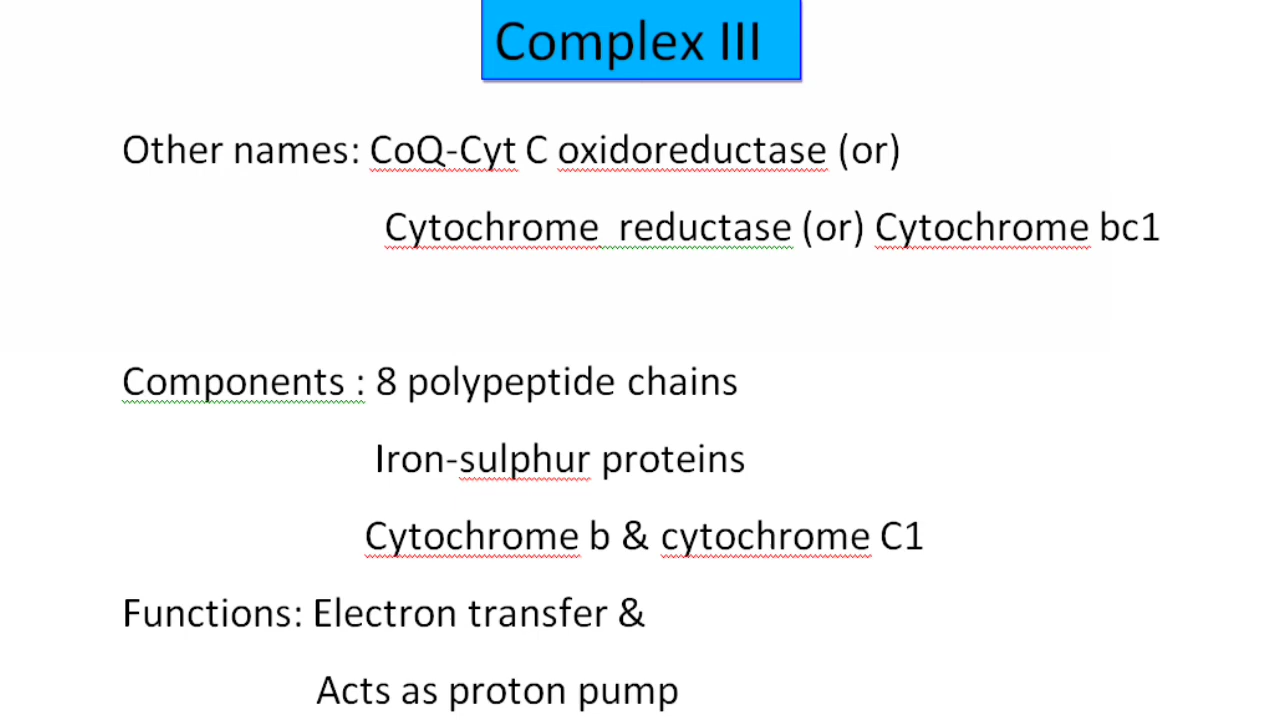 Complex III
Other names: CoQ-Cyt C oxidoreductase (or)
Cytochrome  reductase (or) Cytochrome bc1
Components : 8 polypeptide chains
Iron-sulphur proteins
Cytochrome b & cytochrome C1
Functions: Electron transfer &
Acts as proton pump